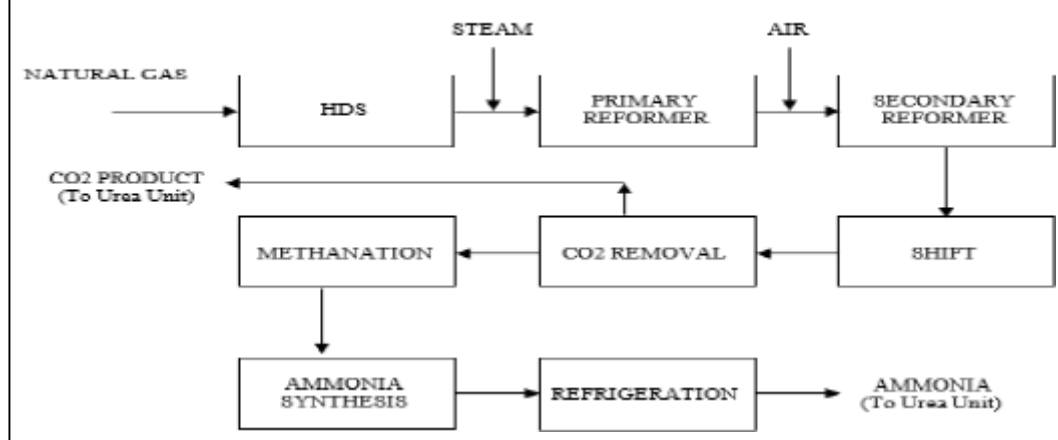 STEAM
AIR
NATURAL GAS
HDS
PRIMARY
REFORMER
SECONDARY
REFORMER
CO2 PRODUCT
(To Urea Unit)
METHANATION
CO2 REMOVAL
SHIFT
AMMONIA
SYNTHESIS
REFRIGERATION
AMMONIA
(To Urea Unit)